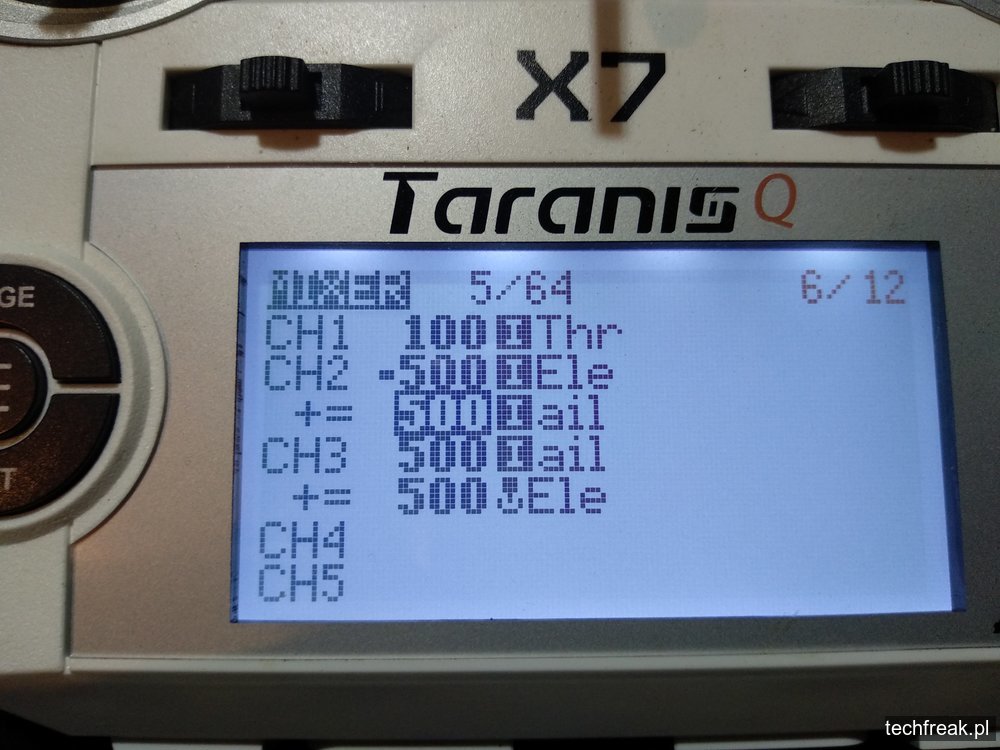 X7
Taranis Q
GE
MIXER 5/64 6/12
CH1 100 I Thr
CH2 -500 I Ele
+= 500 I ail
CH3 500 I ail
T
+= 500 Ele
CH4
CH5
techfreak.pl